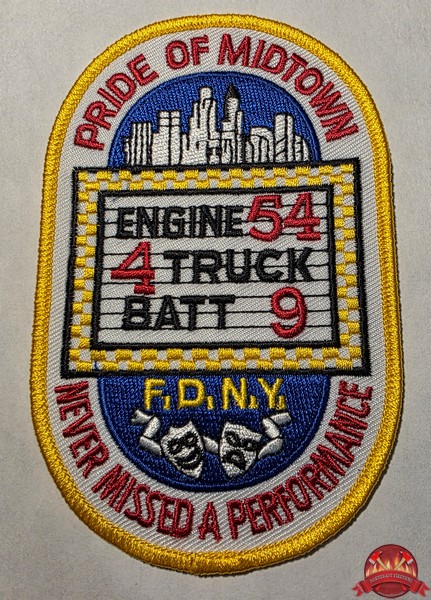 PRIDE OF MIDTOWN
ENGINE 54
4 TRUCK
BATT 9
F.D.N.Y.
NEVER MISSED A PERFORMANCE